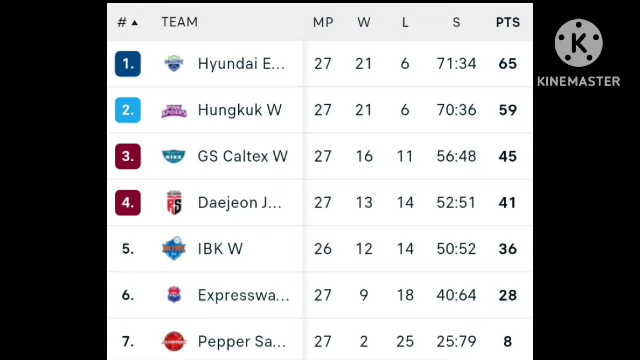 # TEAM MP W L S PTS
1. Hyundai E... 27 21 6 71:34 65
2. Hungkuk W 27 21 6 70:36 59
3. GS Caltex W 27 16 11 56:48 45
4. Daejeon J... 27 13 14 52:51 41
5. IBK W 26 12 14 50:52 36
6. Expresswa... 27 9 18 40:64 28
7. Pepper Sa... 27 2 25 25:79 8
KINEMASTER